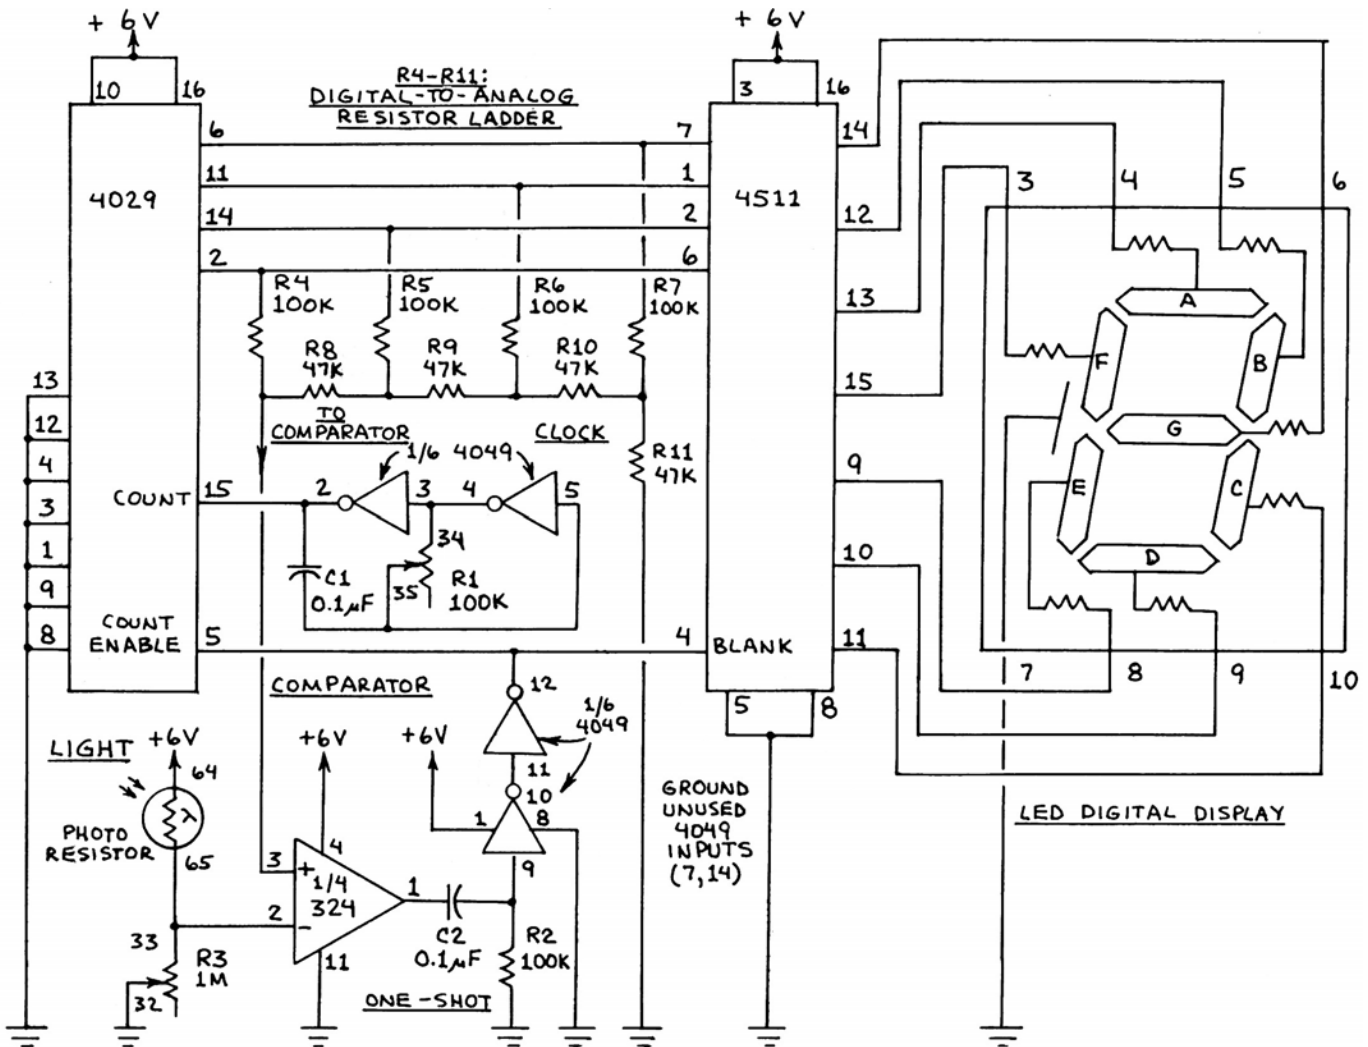 + 6V
+ 6V
10 16
3 16
R4-R11:
DIGITAL-TO-ANALOG
RESISTOR LADDER
6 7 14
4029
11 1
4511
3 4 5 6
14 2 12
2 6
R4
100K
R5
100K
R6
100K
R7
100K
13
A
R8
47K
R9
47K
R10
47K
F
B
13
15
TO
COMPARATOR
CLOCK
G
12
1/6 4049
R11
47K
4
9
COUNT
15 2 3 4 5
E
C
3
34
35
C1
0.1μF
R1
100K
1
10
D
9
COUNT
ENABLE
8
5 4
BLANK
11
7 8 9 10
COMPARATOR
12
5 8
1/6
4049
LIGHT
+6V
+6V
+6V
64
11
10
PHOTO
RESISTOR
65
1 8
GROUND
UNUSED
4049
INPUTS
(7,14)
LED DIGITAL DISPLAY
λ
3
+
4
1/4
324
1
9
2
-
11
33
R3
1M
32
C2
0.1μF
R2
100K
ONE-SHOT